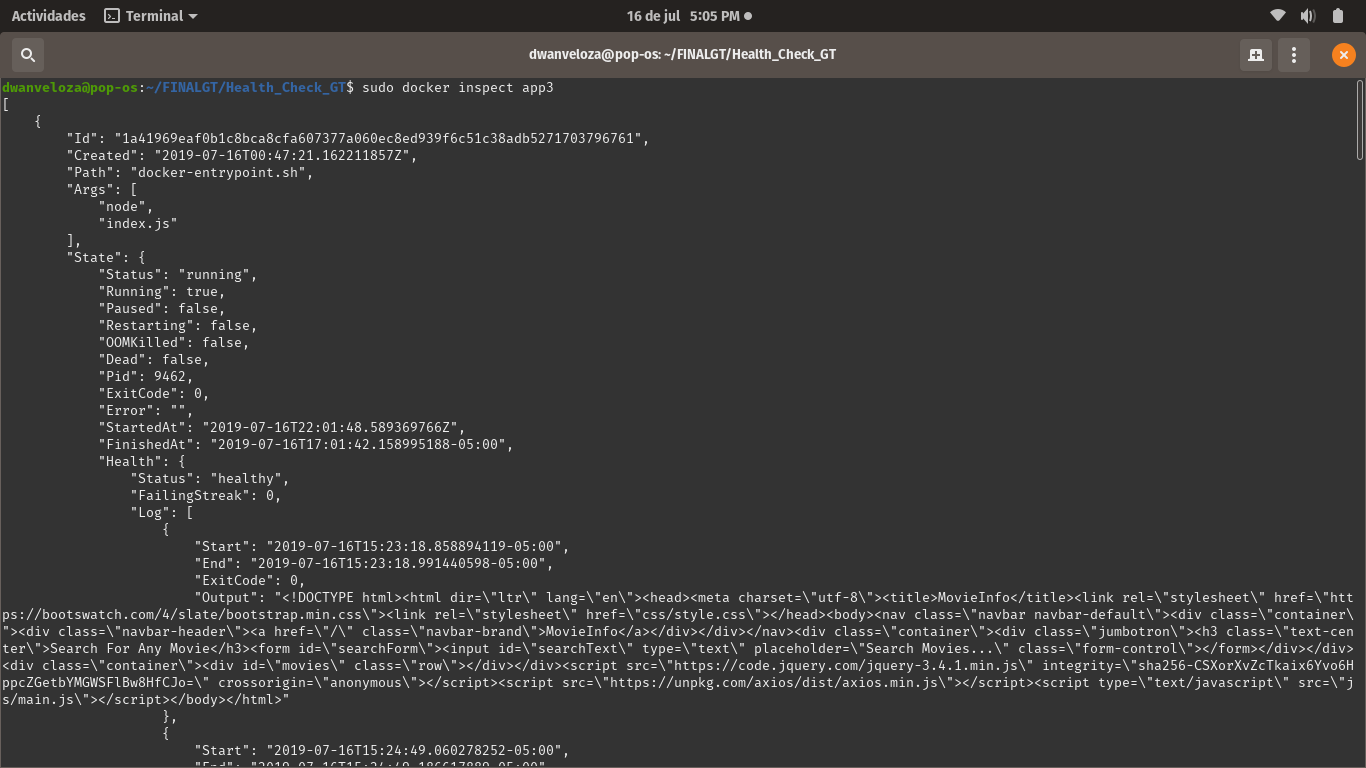 Actividades Terminal 16 de jul 5:05 PM
dwanveloza@pop-os: ~/FINALGT/Health_Check_GT
dwanveloza@pop-os:~/FINALGT/Health_Check_GT$ sudo docker inspect app3
[
    {
        "Id": "1a41969eaf0b1c8bca8cfa607377a060ec8ed939f6c51c38adb5271703796761",
        "Created": "2019-07-16T00:47:21.162211857Z",
        "Path": "docker-entrypoint.sh",
        "Args": [
            "node",
            "index.js"
        ],
        "State": {
            "Status": "running",
            "Running": true,
            "Paused": false,
            "Restarting": false,
            "OOMKilled": false,
            "Dead": false,
            "Pid": 9462,
            "ExitCode": 0,
            "Error": "",
            "StartedAt": "2019-07-16T22:01:48.589369766Z",
            "FinishedAt": "2019-07-16T17:01:42.158995188-05:00",
            "Health": {
                "Status": "healthy",
                "FailingStreak": 0,
                "Log": [
                    {
                        "Start": "2019-07-16T15:23:18.858894119-05:00",
                        "End": "2019-07-16T15:23:18.991440598-05:00",
                        "ExitCode": 0,
                        "Output": "<!DOCTYPE html><html dir=\"ltr\" lang=\"en\"><head><meta charset=\"utf-8\"><title>MovieInfo</title><link rel=\"stylesheet\" href=\"htt
ps://bootswatch.com/4/slate/bootstrap.min.css\"><link rel=\"stylesheet\" href=\"css/style.css\"></head><body><nav class=\"navbar navbar-default\"><div class=\"container\
"><div class=\"navbar-header\"><a href=\"/\" class=\"navbar-brand\">MovieInfo</a></div></div></nav><div class=\"container\"><div class=\"jumbotron\"><h3 class=\"text-cen
ter\">Search For Any Movie</h3><form id=\"searchForm\"><input id=\"searchText\" type=\"text\" placeholder=\"Search Movies...\" class=\"form-control\"></form></div></div>
<div class=\"container\"><div id=\"movies\" class=\"row\"></div></div><script src=\"https://code.jquery.com/jquery-3.4.1.min.js\" integrity=\"sha256-CSXorXvZcTkaix6Yvo6H
ppcZGetbYMGWSFlBw8HfCJo=\" crossorigin=\"anonymous\"></script><script src=\"https://unpkg.com/axios/dist/axios.min.js\"></script><script type=\"text/javascript\" src=\"j
s/main.js\"></script></body></html>"
                    },
                    {
                        "Start": "2019-07-16T15:24:49.060278252-05:00",